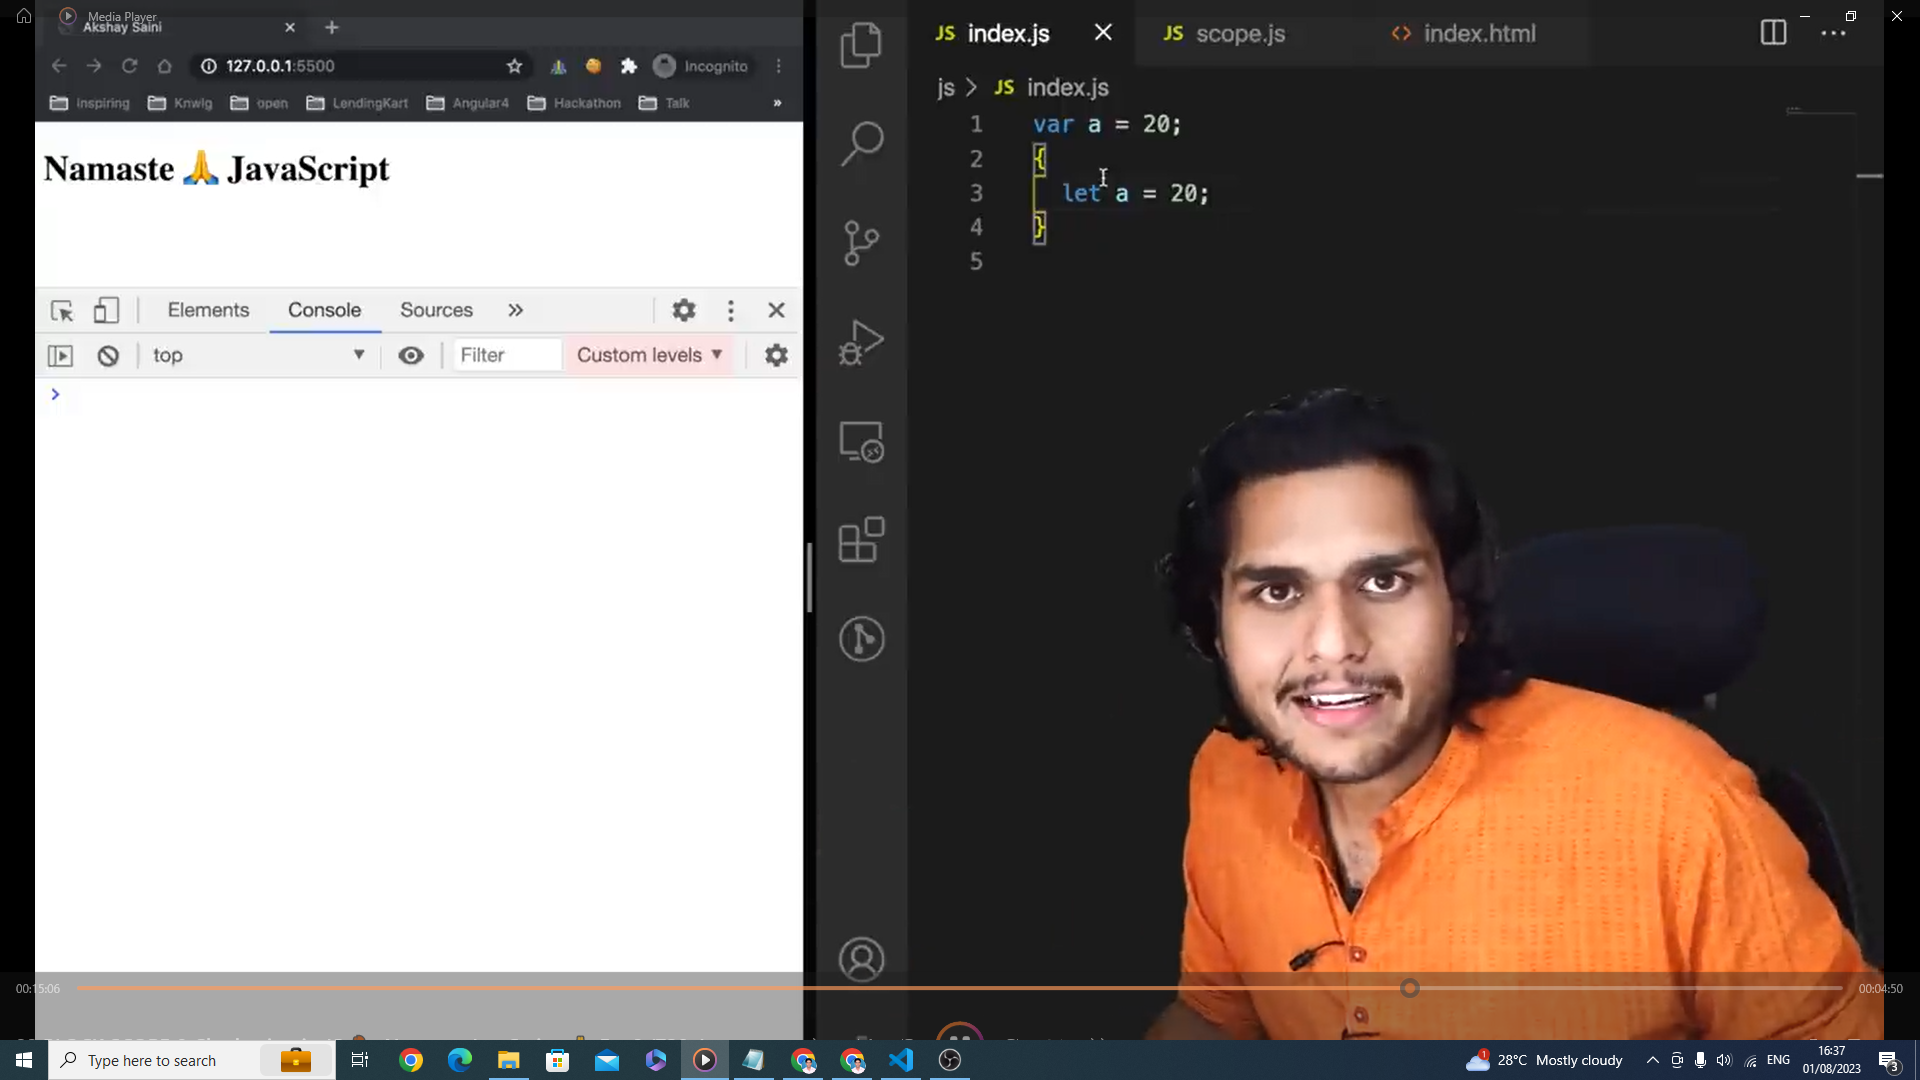 Media Player
Akshay Saini
127.0.0.1:5500
Incognito
Inspiring
Knwlg
open
LendingKart
Angular4
Hackathon
Talk
»
Namaste 🙏 JavaScript
Elements
Console
Sources
»
top
Filter
Custom levels
JS index.js
JS scope.js
<> index.html
js > JS index.js
1 var a = 20;
2 {
3 let a = 20;
4 }
5
00:15:06
00:04:50
Type here to search
1
28°C Mostly cloudy
ENG
16:37
01/08/2023
3